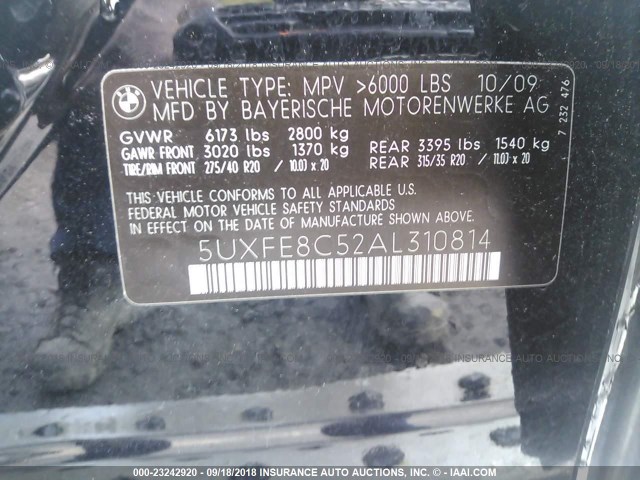 BMW
VEHICLE TYPE: MPV >6000 LBS 10/09
MFD BY BAYERISCHE MOTORENWERKE AG
GVWR 6173 lbs 2800 kg
GAWR FRONT 3020 lbs 1370 kg REAR 3395 lbs 1540 kg
TIRE/RIM FRONT 275/40 R20 / 10.0J x 20 REAR 315/35 R20 / 11.0J x 20
THIS VEHICLE CONFORMS TO ALL APPLICABLE U.S.
FEDERAL MOTOR VEHICLE SAFETY STANDARDS
IN EFFECT ON THE DATE OF MANUFACTURE SHOWN ABOVE.
5UXFE8C52AL310814
7 232 476
000-23242920 - 09/18/2018 - INSURANCE AUTO AUCTIONS, INC. - © - IAAI.COM